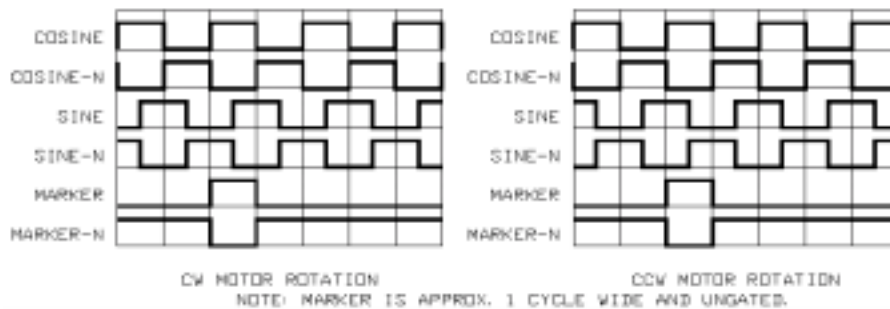 COSINE
COSINE-N
SINE
SINE-N
MARKER
MARKER-N
CW MOTOR ROTATION
COSINE
COSINE-N
SINE
SINE-N
MARKER
MARKER-N
CCW MOTOR ROTATION
NOTE: MARKER IS APPROX. 1 CYCLE WIDE AND UNGATED.